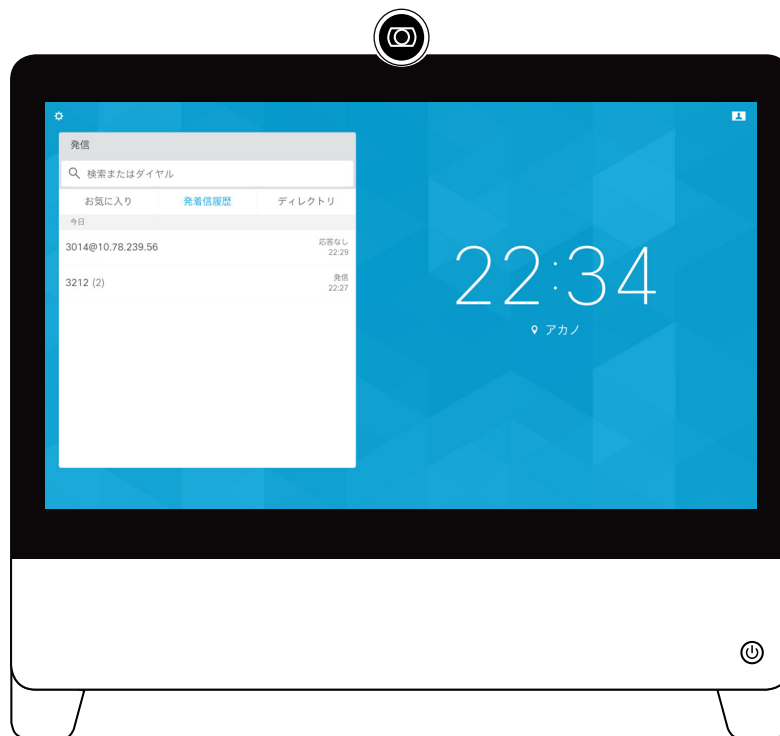 発信
検索またはダイヤル
お気に入り 発着信履歴 ディレクトリ
今日
3014@10.78.239.56 応答なし
22:29
3212 (2) 発信
22:27
22:34
アカノ